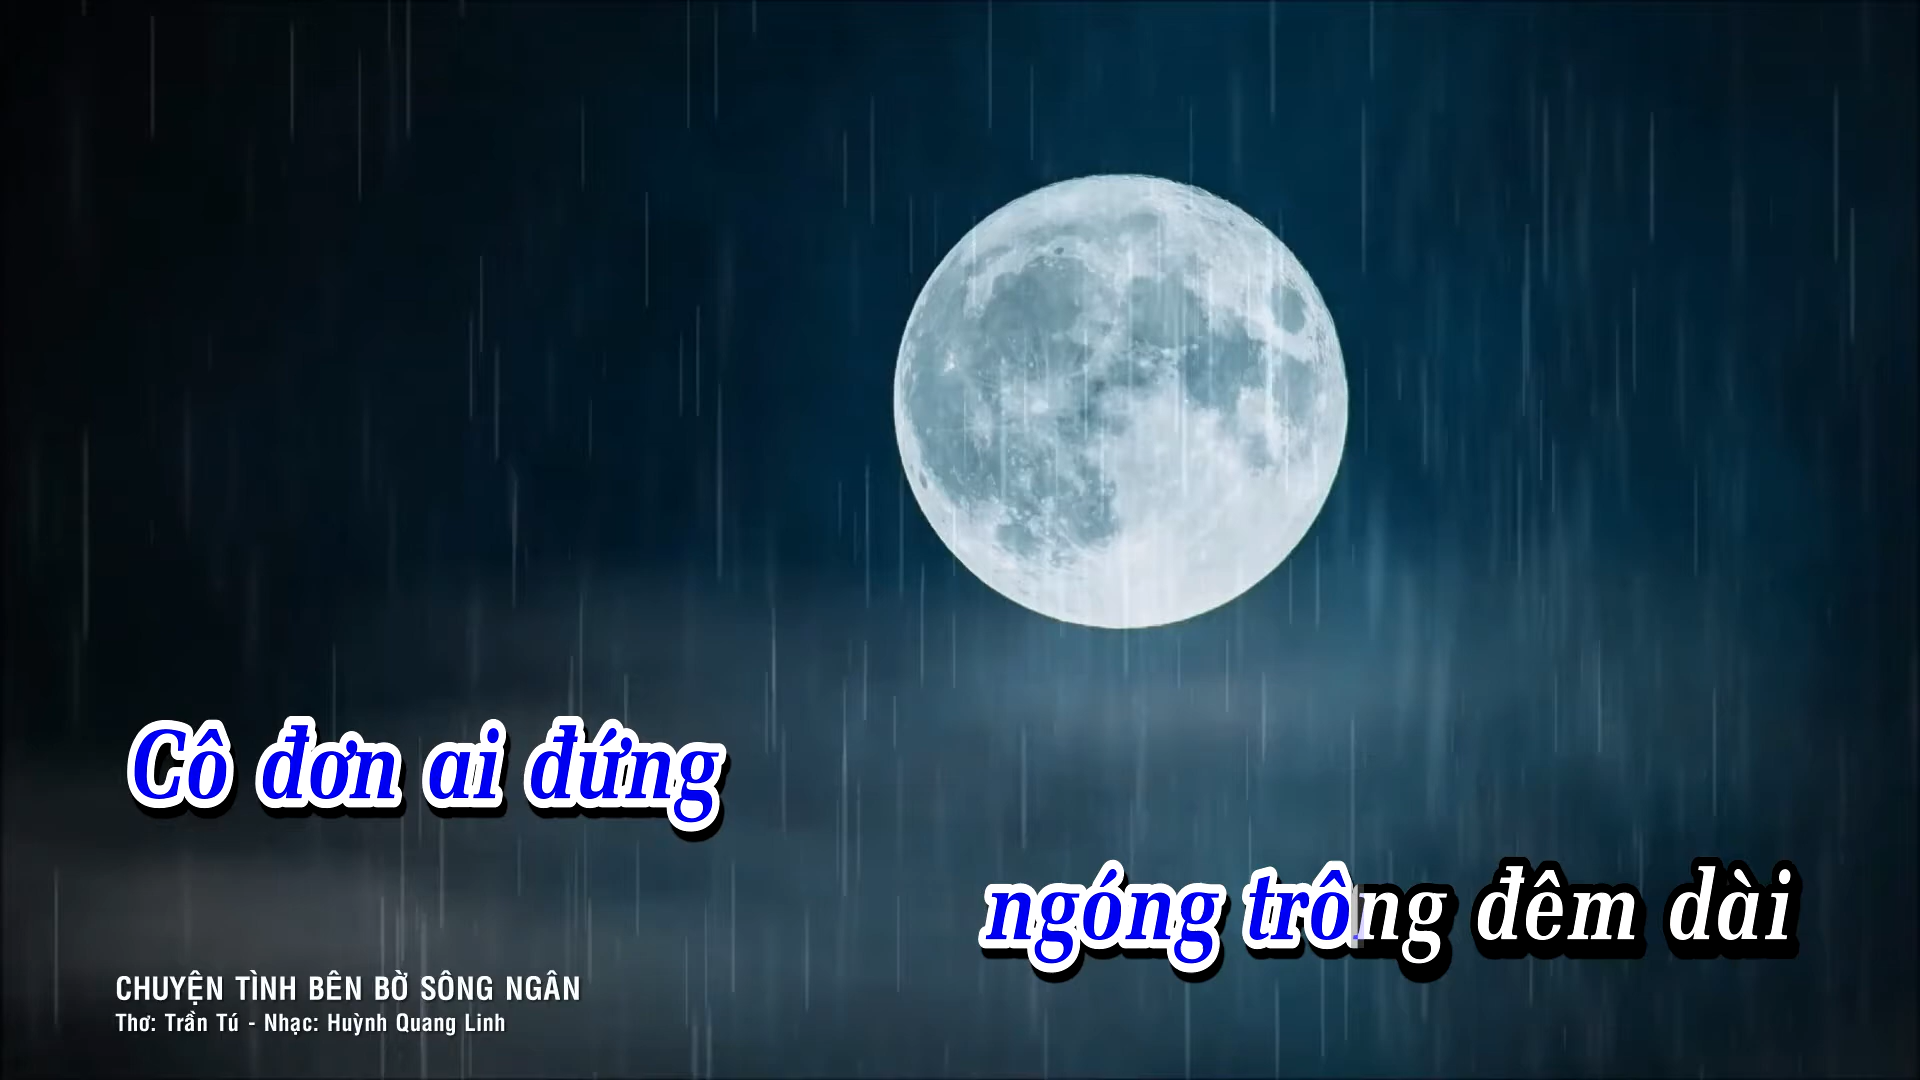 Cô đơn ai đứng
ngóng trông đêm dài
CHUYỆN TÌNH BÊN BỜ SÔNG NGÂN
Thơ: Trần Tú - Nhạc: Huỳnh Quang Linh